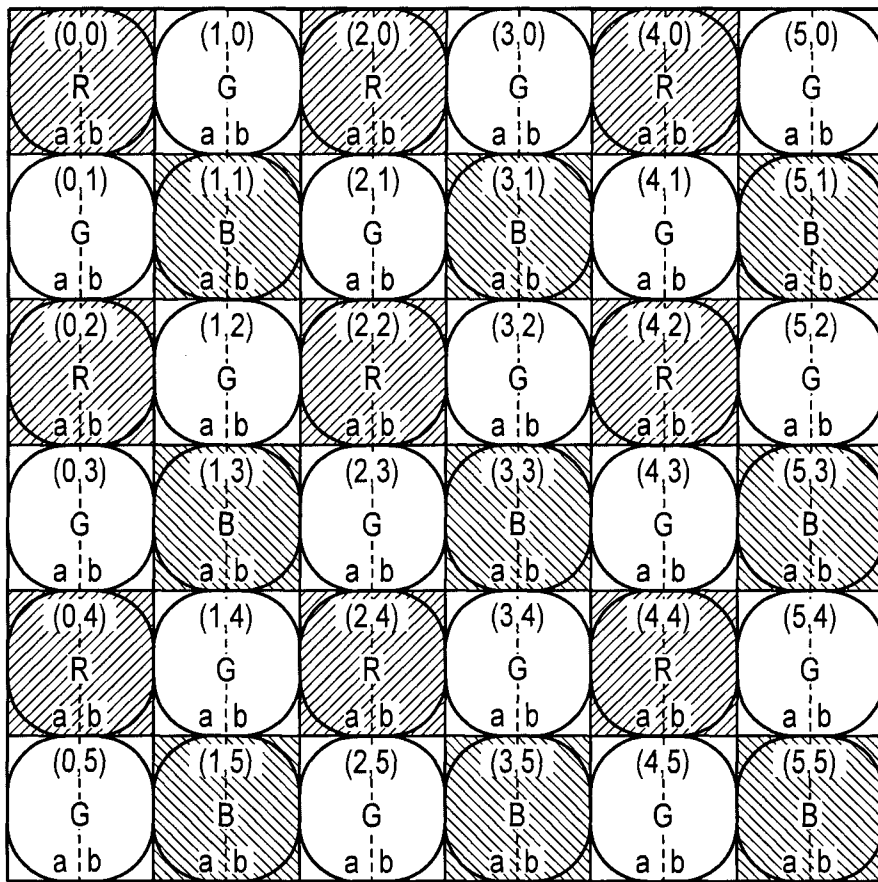 (0,0) (1,0) (2,0) (3,0) (4,0) (5,0)
R G R G R G
a b a b a b a b a b a b
(0,1) (1,1) (2,1) (3,1) (4,1) (5,1)
G B G B G B
a b a b a b a b a b a b
(0,2) (1,2) (2,2) (3,2) (4,2) (5,2)
R G R G R G
a b a b a b a b a b a b
(0,3) (1,3) (2,3) (3,3) (4,3) (5,3)
G B G B G B
a b a b a b a b a b a b
(0,4) (1,4) (2,4) (3,4) (4,4) (5,4)
R G R G R G
a b a b a b a b a b a b
(0,5) (1,5) (2,5) (3,5) (4,5) (5,5)
G B G B G B
a b a b a b a b a b a b